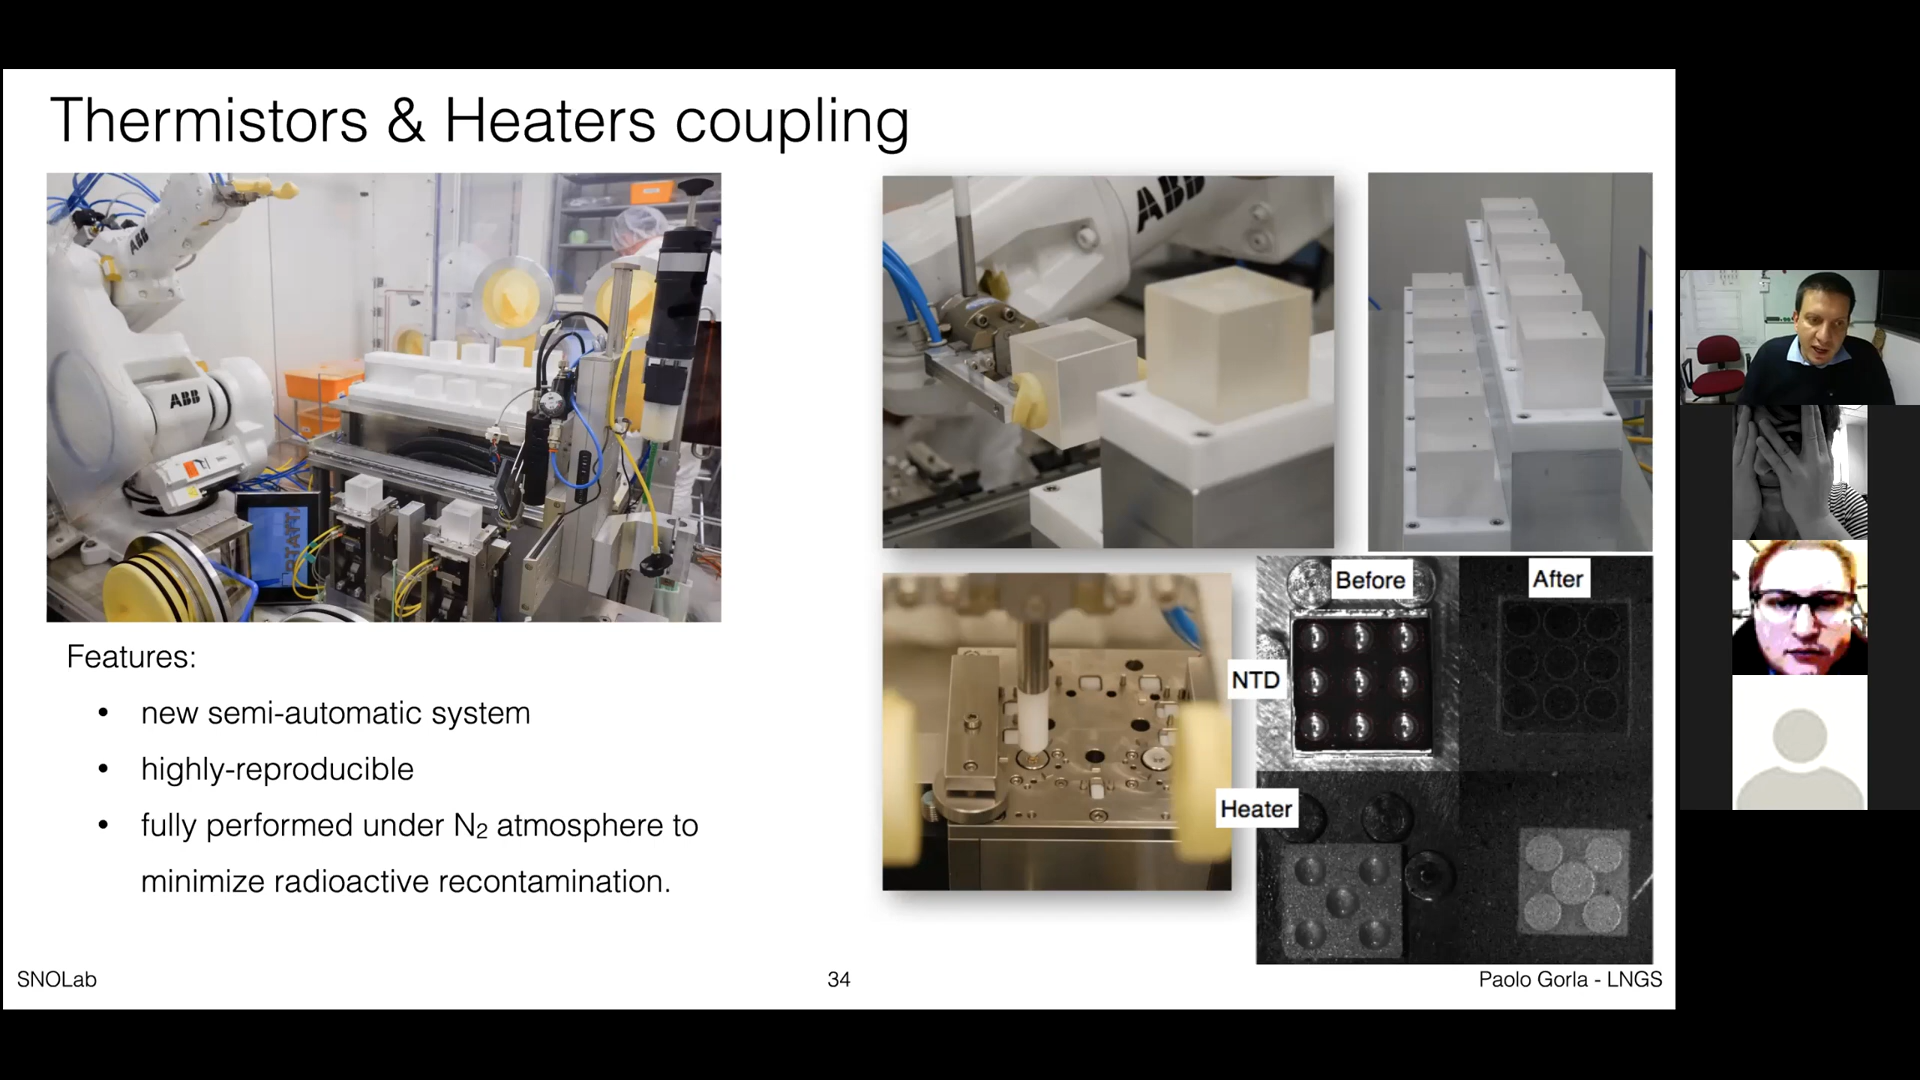 Thermistors & Heaters coupling
ABB
ABB
ABB
Before
After
NTD
Heater
Features:
• new semi-automatic system
• highly-reproducible
• fully performed under N₂ atmosphere to
minimize radioactive recontamination.
SNOLab
34
Paolo Gorla - LNGS